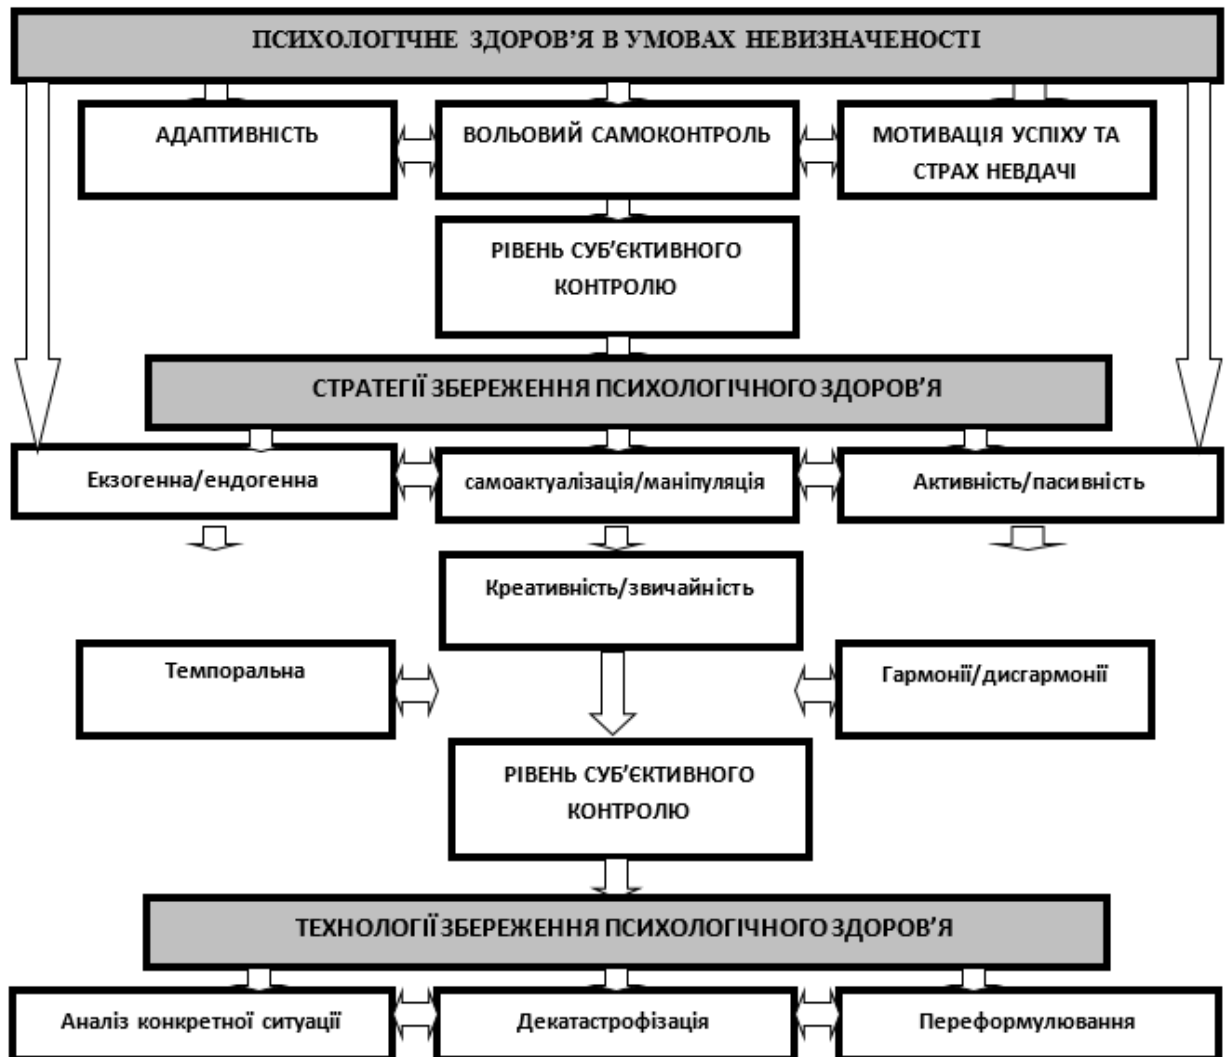 ПСИХОЛОГІЧНЕ ЗДОРОВ’Я В УМОВАХ НЕВИЗНАЧЕНОСТІ
АДАПТИВНІСТЬ
ВОЛЬОВИЙ САМОКОНТРОЛЬ
МОТИВАЦІЯ УСПІХУ ТА
СТРАХ НЕВДАЧІ
РІВЕНЬ СУБ’ЄКТИВНОГО
КОНТРОЛЮ
СТРАТЕГІЇ ЗБЕРЕЖЕННЯ ПСИХОЛОГІЧНОГО ЗДОРОВ’Я
Екзогенна/ендогенна
самоактуалізація/маніпуляція
Активність/пасивність
Креативність/звичайність
Темпоральна
Гармонії/дисгармонії
РІВЕНЬ СУБ’ЄКТИВНОГО
КОНТРОЛЮ
ТЕХНОЛОГІЇ ЗБЕРЕЖЕННЯ ПСИХОЛОГІЧНОГО ЗДОРОВ’Я
Аналіз конкретної ситуації
Декатастрофізація
Переформулювання